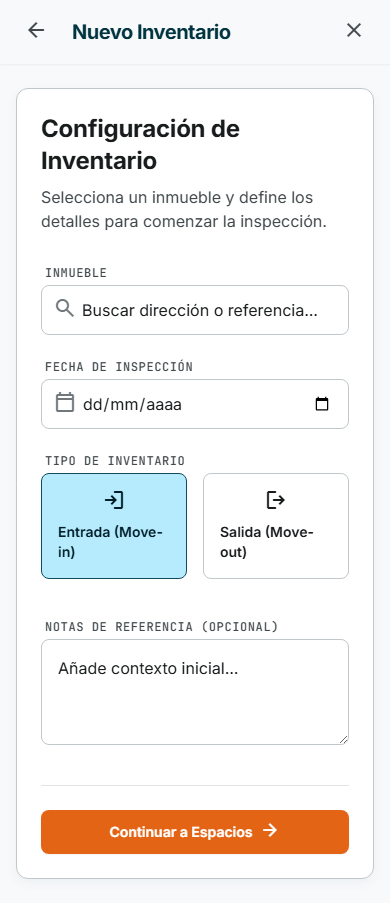 Nuevo Inventario
Configuración de
Inventario
Selecciona un inmueble y define los
detalles para comenzar la inspección.
INMUEBLE
Buscar dirección o referencia...
FECHA DE INSPECCIÓN
dd/mm/aaaa
TIPO DE INVENTARIO
Entrada (Move-
in)
Salida (Move-
out)
NOTAS DE REFERENCIA (OPCIONAL)
Añade contexto inicial...
Continuar a Espacios